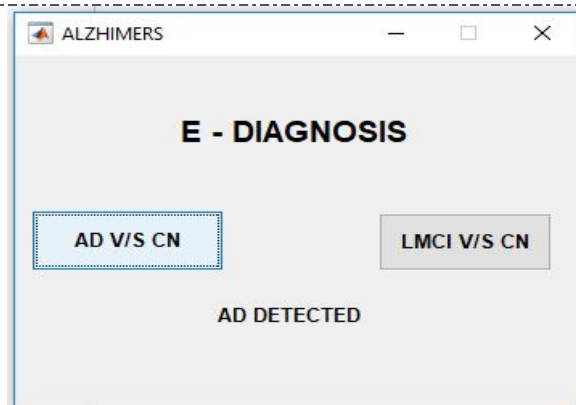 ALZHIMERS
E - DIAGNOSIS
AD V/S CN
LMCI V/S CN
AD DETECTED